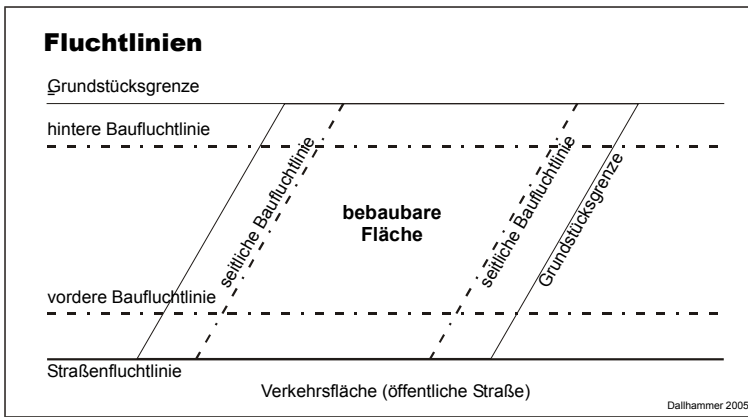 Fluchtlinien
Grundstücksgrenze
hintere Baufluchtlinie
seitliche Baufluchtlinie
bebaubare
Fläche
seitliche Baufluchtlinie
Grundstücksgrenze
vordere Baufluchtlinie
Straßenfluchtlinie
Verkehrsfläche (öffentliche Straße)
Dallhammer 2005